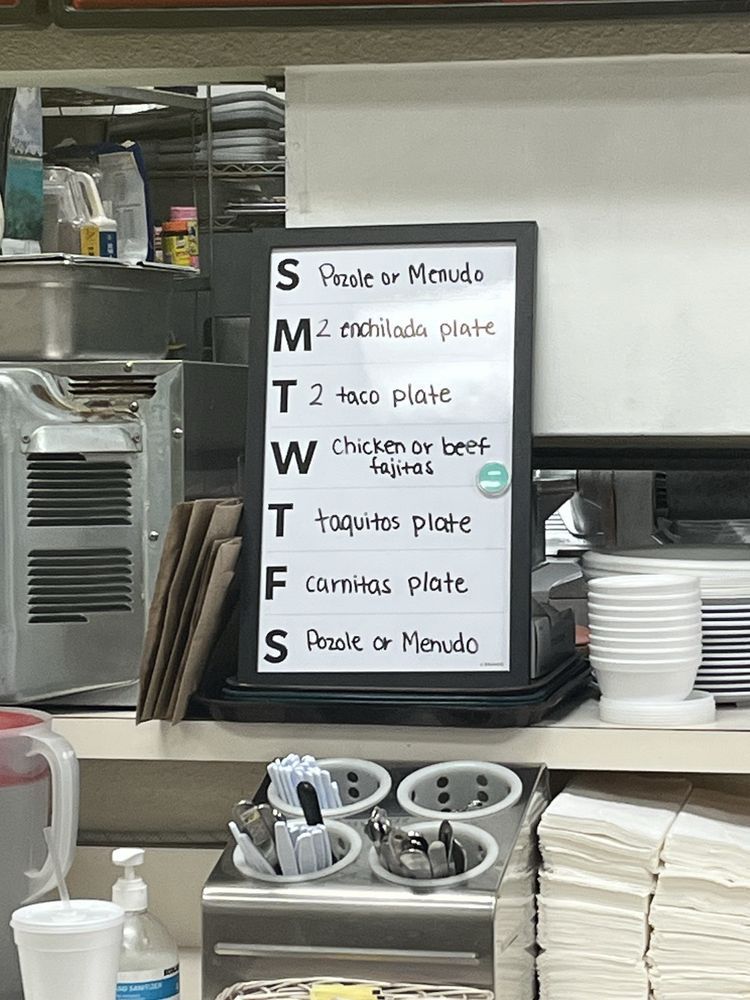 S Pozole or Menudo
M 2 enchilada plate
T 2 taco plate
W Chicken or beef
fajitas
T taquitos plate
F carnitas plate
S Pozole or Menudo